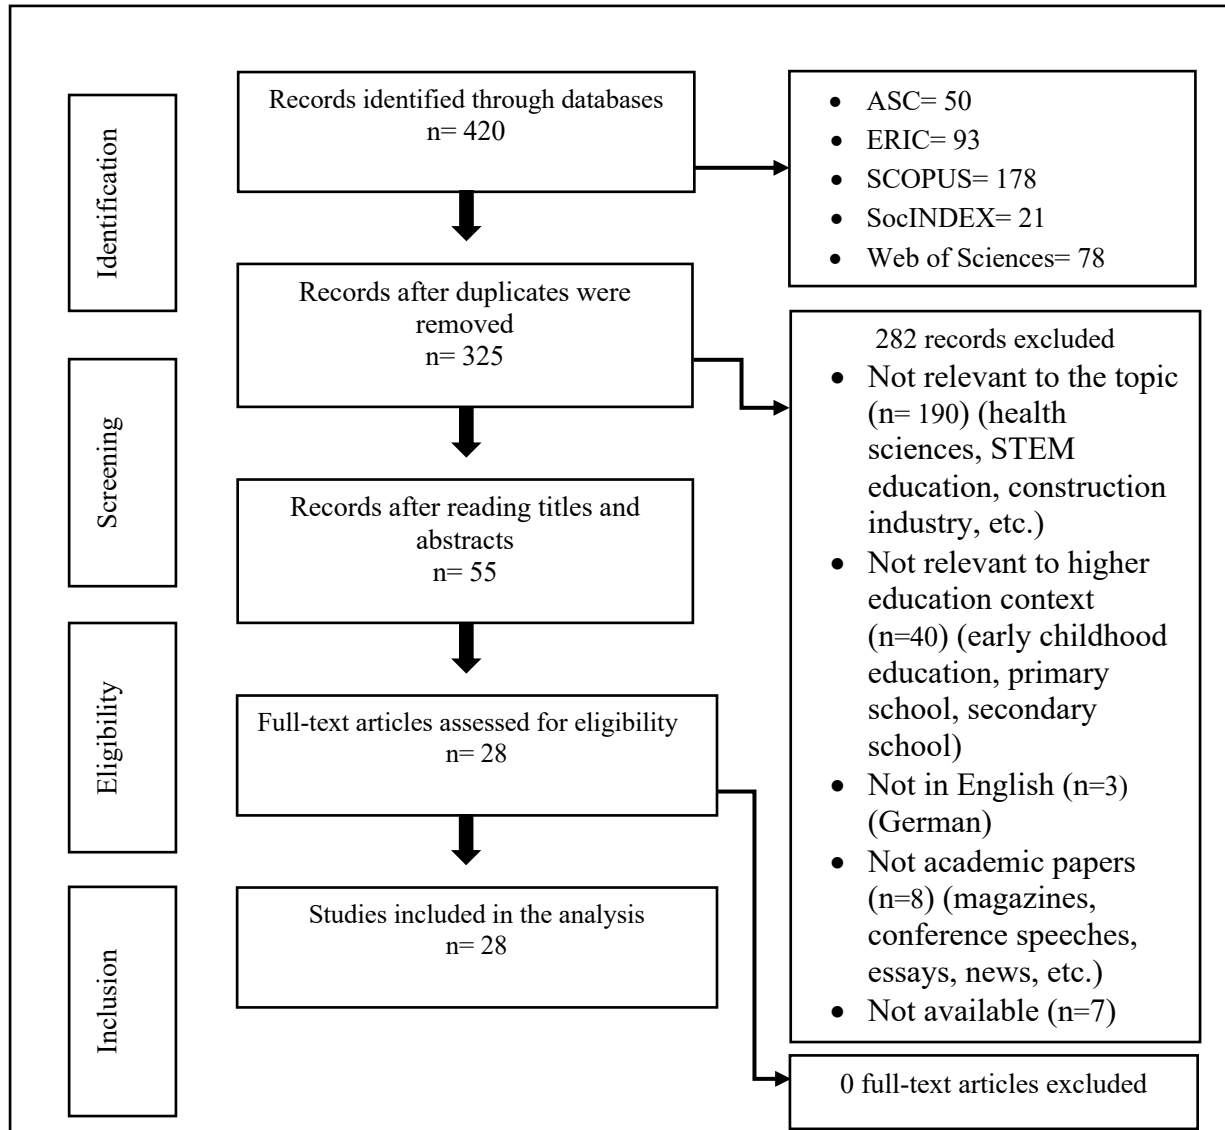 Identification
Records identified through databases
n= 420
• ASC= 50
• ERIC= 93
• SCOPUS= 178
• SocINDEX= 21
• Web of Sciences= 78
Records after duplicates were
removed
n= 325
282 records excluded
• Not relevant to the topic
(n= 190) (health
sciences, STEM
education, construction
industry, etc.)
• Not relevant to higher
education context
(n=40) (early childhood
education, primary
school, secondary
school)
• Not in English (n=3)
(German)
• Not academic papers
(n=8) (magazines,
conference speeches,
essays, news, etc.)
• Not available (n=7)
Screening
Records after reading titles and
abstracts
n= 55
Eligibility
Full-text articles assessed for eligibility
n= 28
0 full-text articles excluded
Inclusion
Studies included in the analysis
n= 28